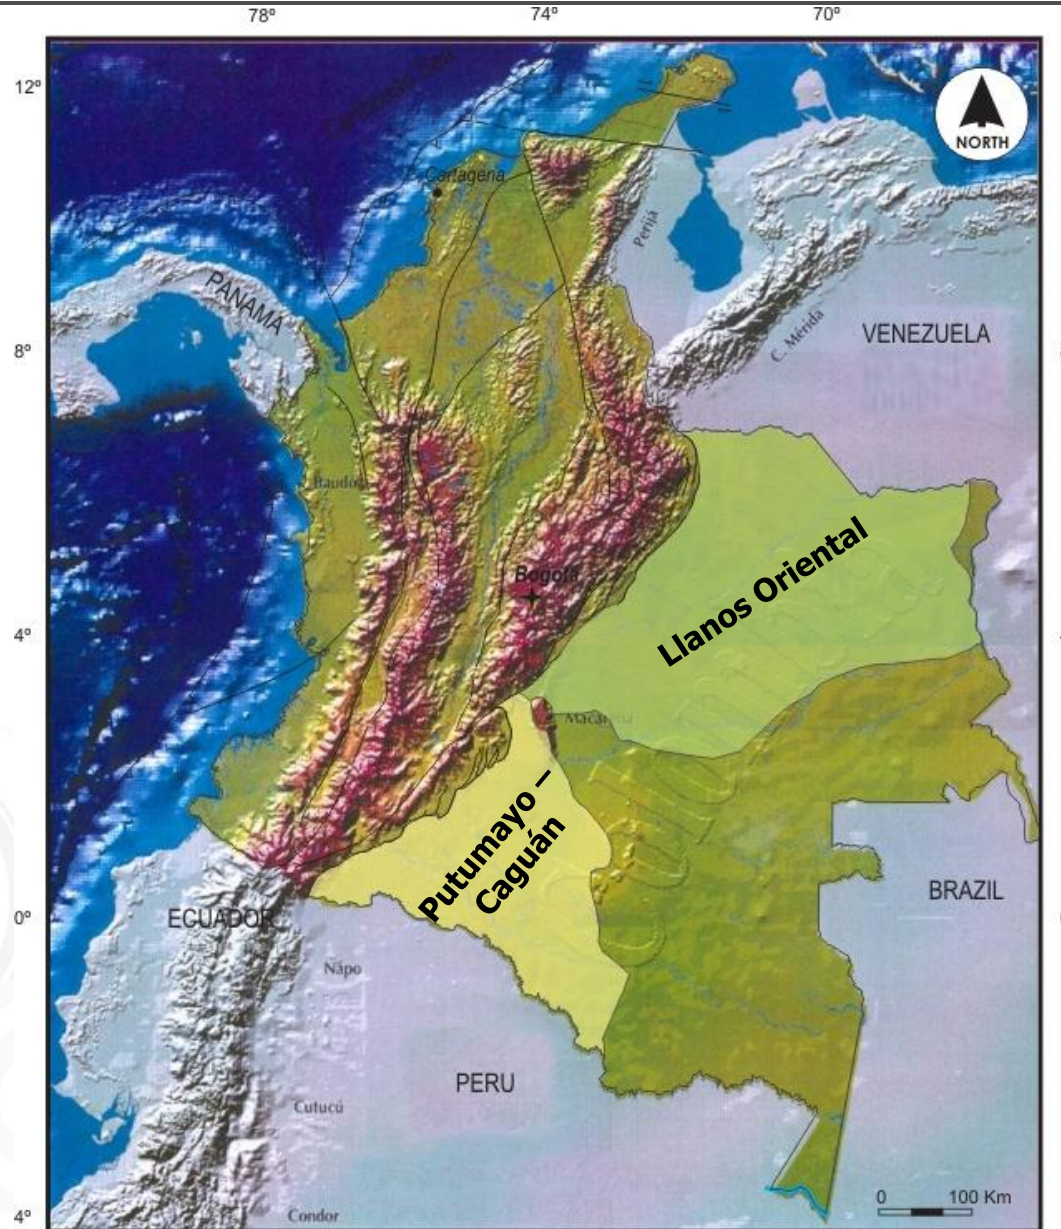 78º 74º 70º
12º
NORTH
Cartagena
Perijá
PANAMA
C. Mérida
VENEZUELA
8º
Baudó
Llanos Oriental
Bogotá
4º
Macarena
Putumayo –
Caguán
BRAZIL
0º
ECUADOR
Napo
PERU
Cutucú
0 100 Km
4º
Condor